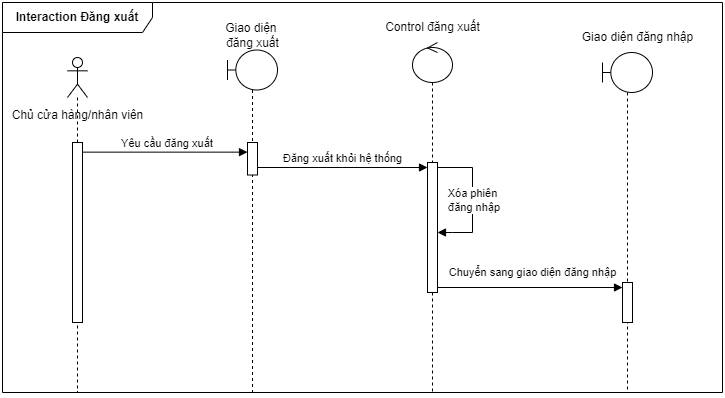 Interaction Đăng xuất
Giao diện
đăng xuất
Control đăng xuất
Giao diện đăng nhập
Chủ cửa hàng/nhân viên
Yêu cầu đăng xuất
Đăng xuất khỏi hệ thống
Xóa phiên
đăng nhập
Chuyển sang giao diện đăng nhập